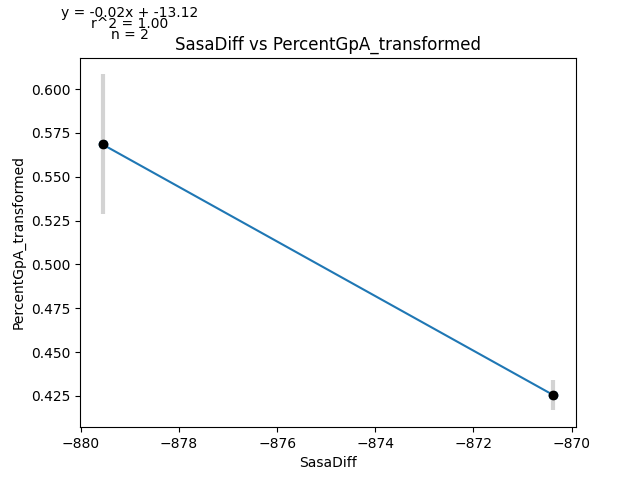 y = -0.02x + -13.12
r^2 = 1.00
n = 2
SasaDiff vs PercentGpA_transformed
PercentGpA_transformed
0.600
0.575
0.550
0.525
0.500
0.475
0.450
0.425
−880 −878 −876 −874 −872 −870
SasaDiff